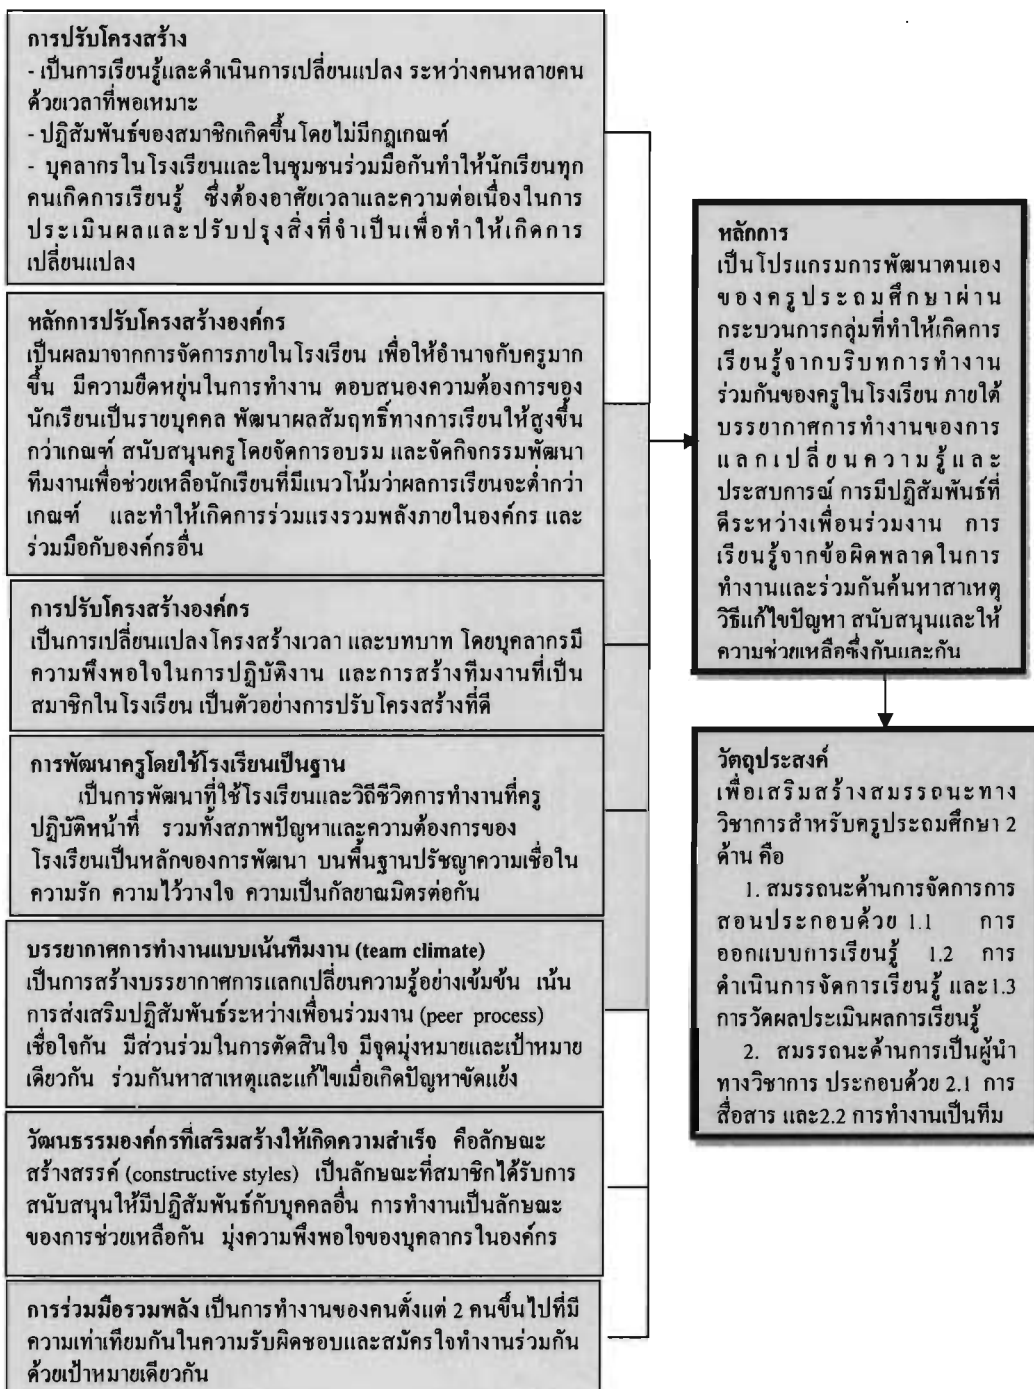 การปรับโครงสร้าง
- เป็นการเรียนรู้และดำเนินการเปลี่ยนแปลง ระหว่างคนหลายคน
ด้วยเวลาที่พอเหมาะ
- ปฏิสัมพันธ์ของสมาชิกเกิดขึ้นโดยไม่มีกฎเกณฑ์
- บุคลากรในโรงเรียนและในชุมชนร่วมมือกันทำให้นักเรียนทุก
คนเกิดการเรียนรู้ ซึ่งต้องอาศัยเวลาและความต่อเนื่องในการ
ประเมินผลและปรับปรุงสิ่งที่จำเป็นเพื่อทำให้เกิดการ
เปลี่ยนแปลง
หลักการปรับโครงสร้างองค์กร
เป็นผลมาจากการจัดการภายในโรงเรียน เพื่อให้อำนาจกับครูมาก
ขึ้น มีความยืดหยุ่นในการทำงาน ตอบสนองความต้องการของ
นักเรียนเป็นรายบุคคล พัฒนาผลสัมฤทธิ์ทางการเรียนให้สูงขึ้น
กว่าเกณฑ์ สนับสนุนครูโดยจัดการอบรม และจัดกิจกรรมพัฒนา
ทีมงานเพื่อช่วยเหลือนักเรียนที่มีแนวโน้มว่าผลการเรียนจะต่ำกว่า
เกณฑ์ และทำให้เกิดการร่วมแรงรวมพลังภายในองค์กร และ
ร่วมมือกับองค์กรอื่น
การปรับโครงสร้างองค์กร
เป็นการเปลี่ยนแปลงโครงสร้างเวลา และบทบาท โดยบุคลากรมี
ความพึงพอใจในการปฏิบัติงาน และการสร้างทีมงานที่เป็น
สมาชิกในโรงเรียน เป็นตัวอย่างการปรับโครงสร้างที่ดี
การพัฒนาครูโดยใช้โรงเรียนเป็นฐาน
เป็นการพัฒนาที่ใช้โรงเรียนและวิถีชีวิตการทำงานที่ครู
ปฏิบัติหน้าที่ รวมทั้งสภาพปัญหาและความต้องการของ
โรงเรียนเป็นหลักของการพัฒนา บนพื้นฐานปรัชญาความเชื่อใน
ความรัก ความไว้วางใจ ความเป็นกัลยาณมิตรต่อกัน
บรรยากาศการทำงานแบบเน้นทีมงาน (team climate)
เป็นการสร้างบรรยากาศการแลกเปลี่ยนความรู้อย่างเข้มข้น เน้น
การส่งเสริมปฏิสัมพันธ์ระหว่างเพื่อนร่วมงาน (peer process)
เชื่อใจกัน มีส่วนร่วมในการตัดสินใจ มีจุดมุ่งหมายและเป้าหมาย
เดียวกัน ร่วมกันหาสาเหตุและแก้ไขเมื่อเกิดปัญหาขัดแย้ง
วัฒนธรรมองค์กรที่เสริมสร้างให้เกิดความสำเร็จ คือลักษณะ
สร้างสรรค์ (constructive styles) เป็นลักษณะที่สมาชิกได้รับการ
สนับสนุนให้มีปฏิสัมพันธ์กับบุคคลอื่น การทำงานเป็นลักษณะ
ของการช่วยเหลือกัน มุ่งความพึงพอใจของบุคลากรในองค์กร
การร่วมมือรวมพลัง เป็นการทำงานของคนตั้งแต่ 2 คนขึ้นไปที่มี
ความเท่าเทียมกันในความรับผิดชอบและสมัครใจทำงานร่วมกัน
ด้วยเป้าหมายเดียวกัน
หลักการ
เป็นโปรแกรมการพัฒนาตนเอง
ของครูประถมศึกษาผ่าน
กระบวนการกลุ่มที่ทำให้เกิดการ
เรียนรู้จากบริบทการทำงาน
ร่วมกันของครูในโรงเรียน ภายใต้
บรรยากาศการทำงานของการ
แลกเปลี่ยนความรู้และ
ประสบการณ์ การมีปฏิสัมพันธ์ที่
ดีระหว่างเพื่อนร่วมงาน การ
เรียนรู้จากข้อผิดพลาดในการ
ทำงานและร่วมกันค้นหาสาเหตุ
วิธีแก้ไขปัญหา สนับสนุนและให้
ความช่วยเหลือซึ่งกันและกัน
วัตถุประสงค์
เพื่อเสริมสร้างสมรรถนะทาง
วิชาการสำหรับครูประถมศึกษา 2
ด้าน คือ
1. สมรรถนะด้านการจัดการการ
สอนประกอบด้วย 1.1 การ
ออกแบบการเรียนรู้ 1.2 การ
ดำเนินการจัดการเรียนรู้ และ1.3
การวัดผลประเมินผลการเรียนรู้
2. สมรรถนะด้านการเป็นผู้นำ
ทางวิชาการ ประกอบด้วย 2.1 การ
สื่อสาร และ2.2 การทำงานเป็นทีม